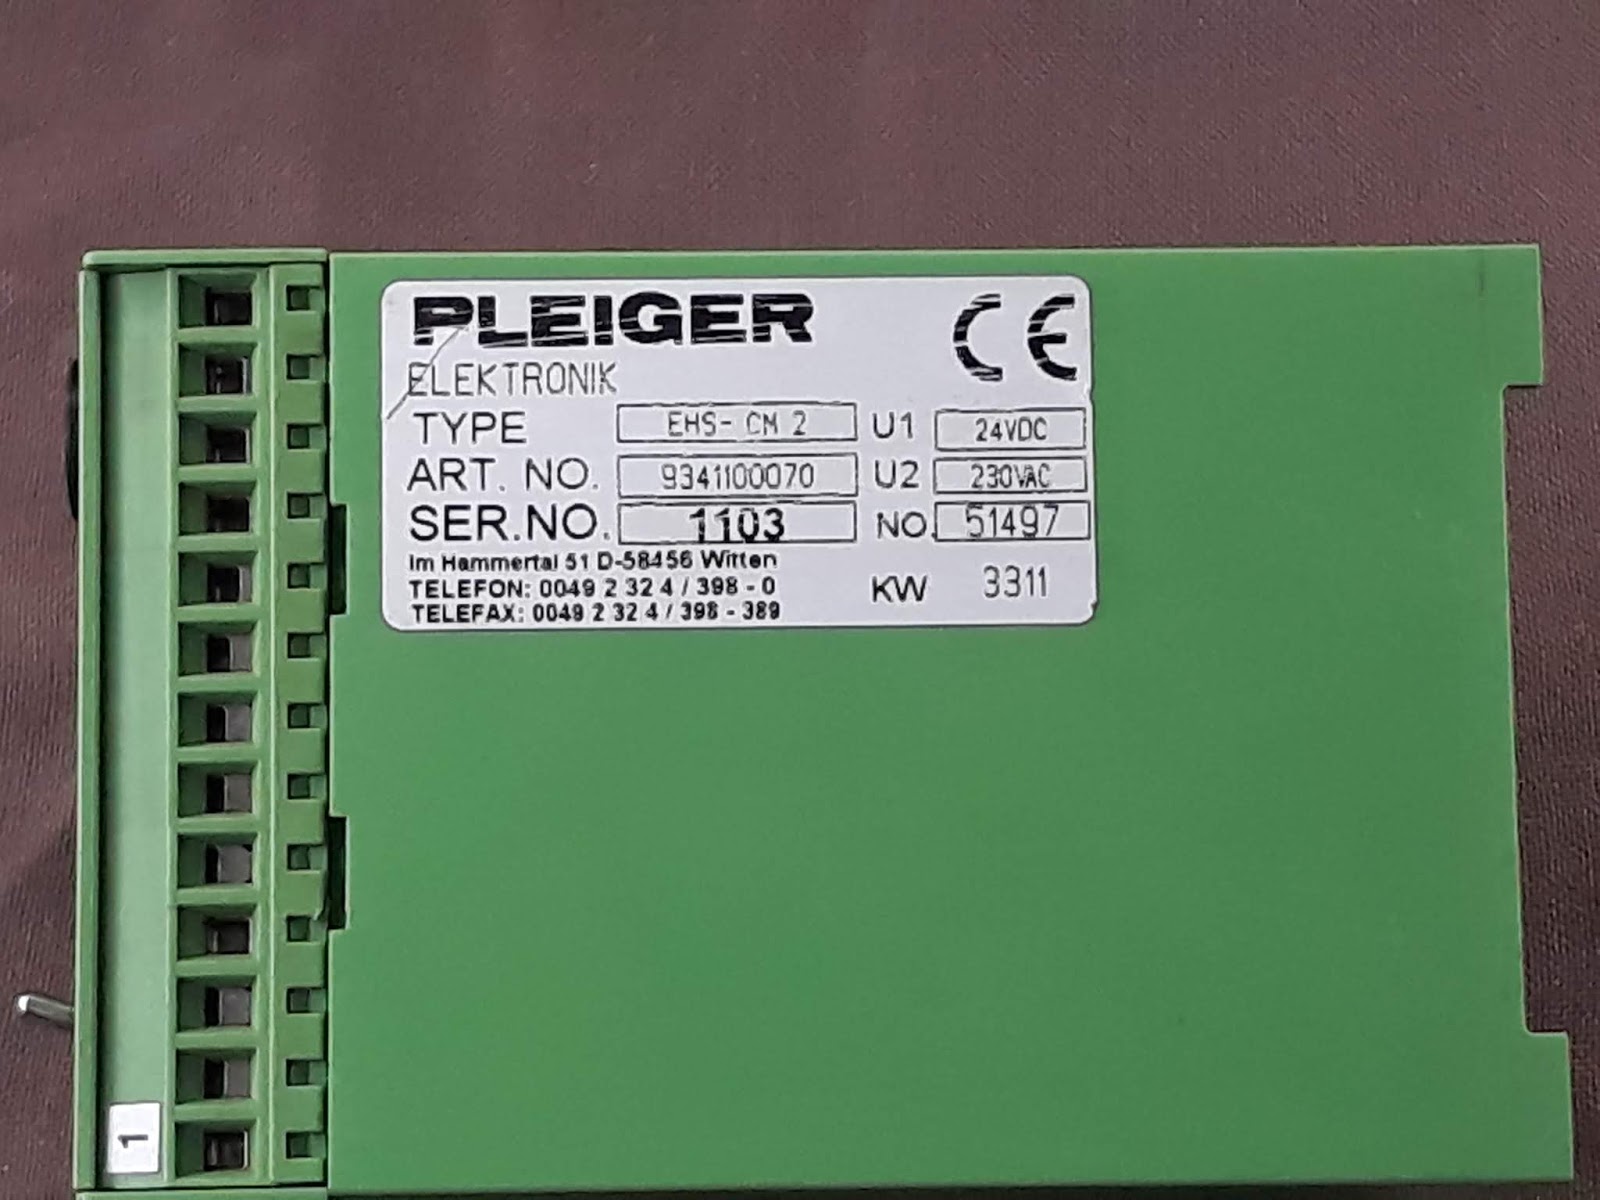 PLEIGER CE
ELEKTRONIK
TYPE EHS- CM 2 U1 24VDC
ART. NO. 9341100070 U2 230VAC
SER.NO. 1103 NO. 51497
Im Hammertal 51 D-58456 Witten
TELEFON: 0049 2 32 4 / 398 - 0 KW 3311
TELEFAX: 0049 2 32 4 / 398 - 389
1